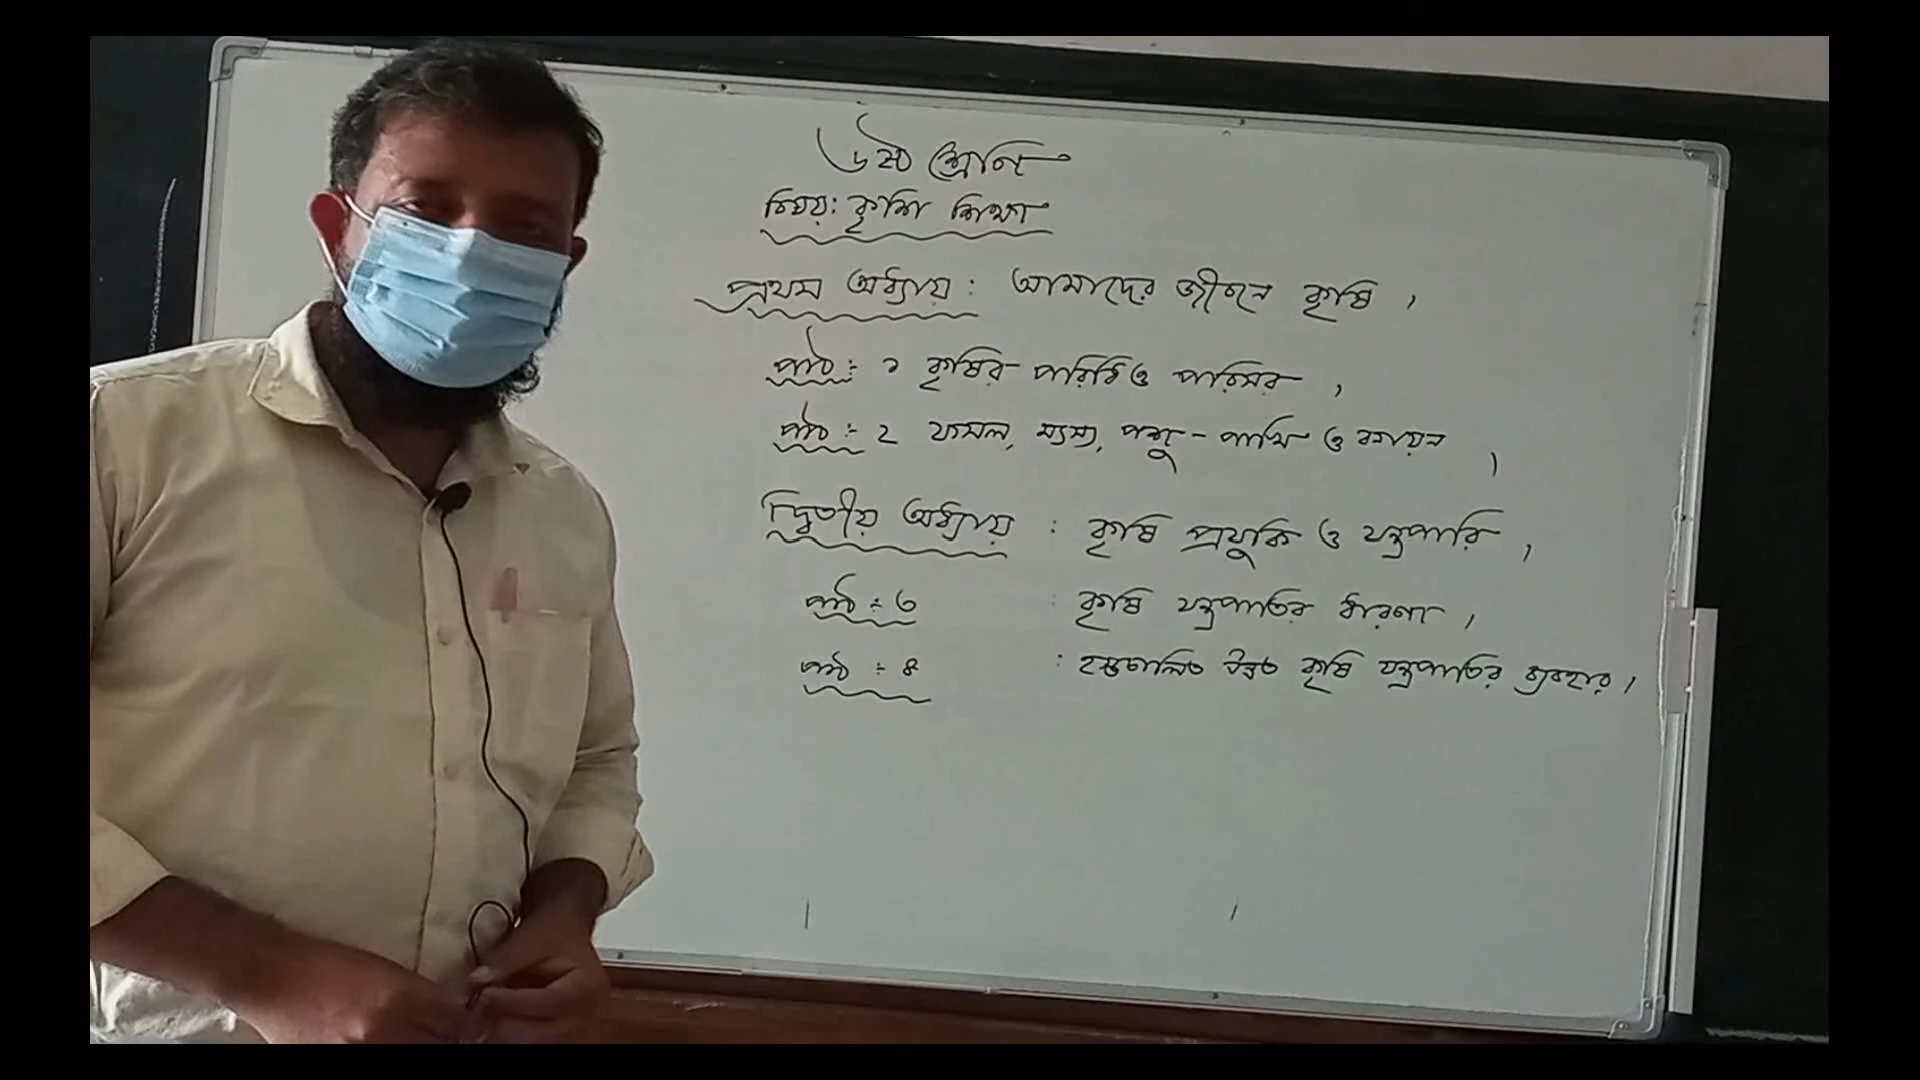 ৬ষ্ঠ শ্রেণি
বিষয়: কৃষি শিক্ষা
প্রথম অধ্যায় : আমাদের জীবনে কৃষি ,
পাঠ :- ১ কৃষির পরিধি ও পরিসর ,
পাঠ :- ২ ফসল, মৎস্য, পশু - পাখি ও বনায়ন ,
দ্বিতীয় অধ্যায় : কৃষি প্রযুক্তি ও যন্ত্রপাতি ,
পাঠ :- ৩ : কৃষি যন্ত্রপাতির ধারণা ,
পাঠ :- ৪ : হস্তচালিত উন্নত কৃষি যন্ত্রপাতির ব্যবহার ,